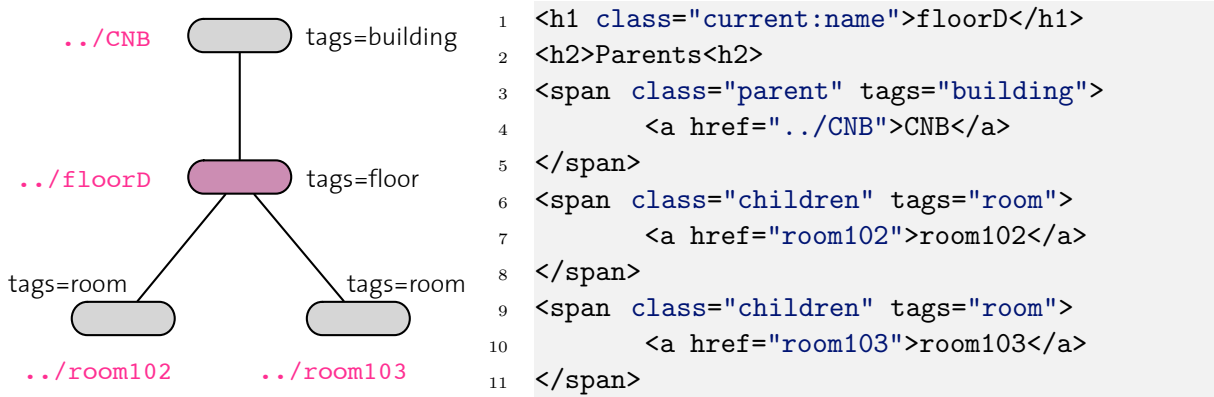 ../CNB
tags=building
../floorD
tags=floor
tags=room
tags=room
../room102
../room103
1 <h1 class="current:name">floorD</h1>
2 <h2>Parents<h2>
3 <span class="parent" tags="building">
4 <a href="../CNB">CNB</a>
5 </span>
6 <span class="children" tags="room">
7 <a href="room102">room102</a>
8 </span>
9 <span class="children" tags="room">
10 <a href="room103">room103</a>
11 </span>